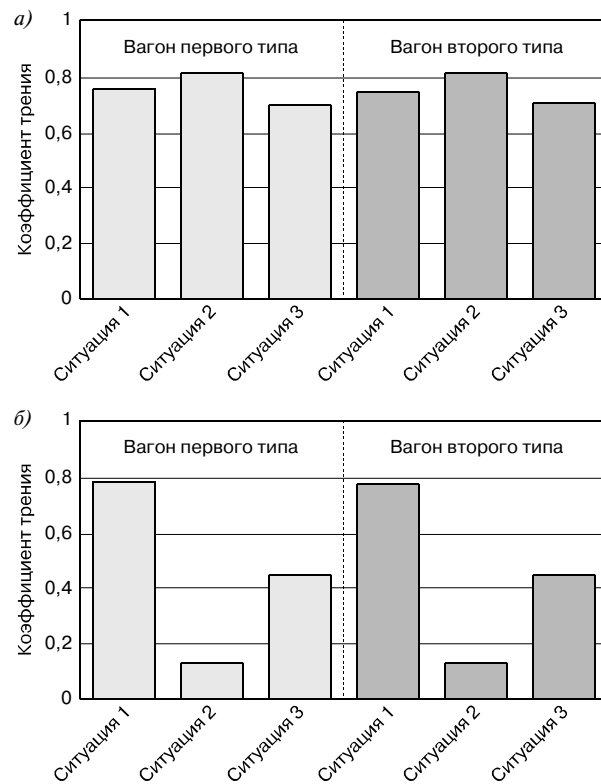 а)
Коэффициент трения
1
0,8
0,6
0,4
0,2
0
Вагон первого типа
Вагон второго типа
Ситуация 1
Ситуация 2
Ситуация 3
Ситуация 1
Ситуация 2
Ситуация 3
б)
Коэффициент трения
1
0,8
0,6
0,4
0,2
0
Вагон первого типа
Вагон второго типа
Ситуация 1
Ситуация 2
Ситуация 3
Ситуация 1
Ситуация 2
Ситуация 3